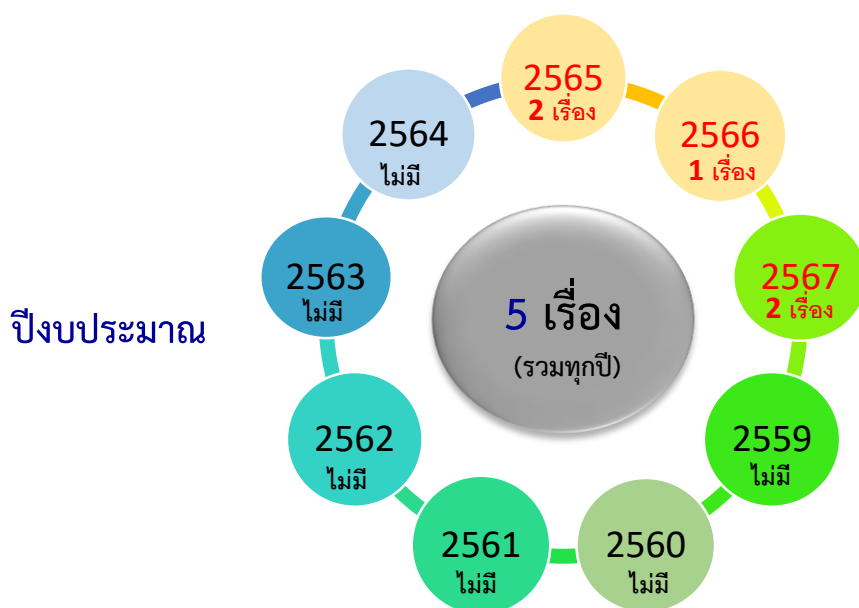 2565
2 เรื่อง
2566
1 เรื่อง
2564
ไม่มี
2567
2 เรื่อง
2563
ไม่มี
5 เรื่อง
(รวมทุกปี)
ปีงบประมาณ
2562
ไม่มี
2559
ไม่มี
2561
ไม่มี
2560
ไม่มี